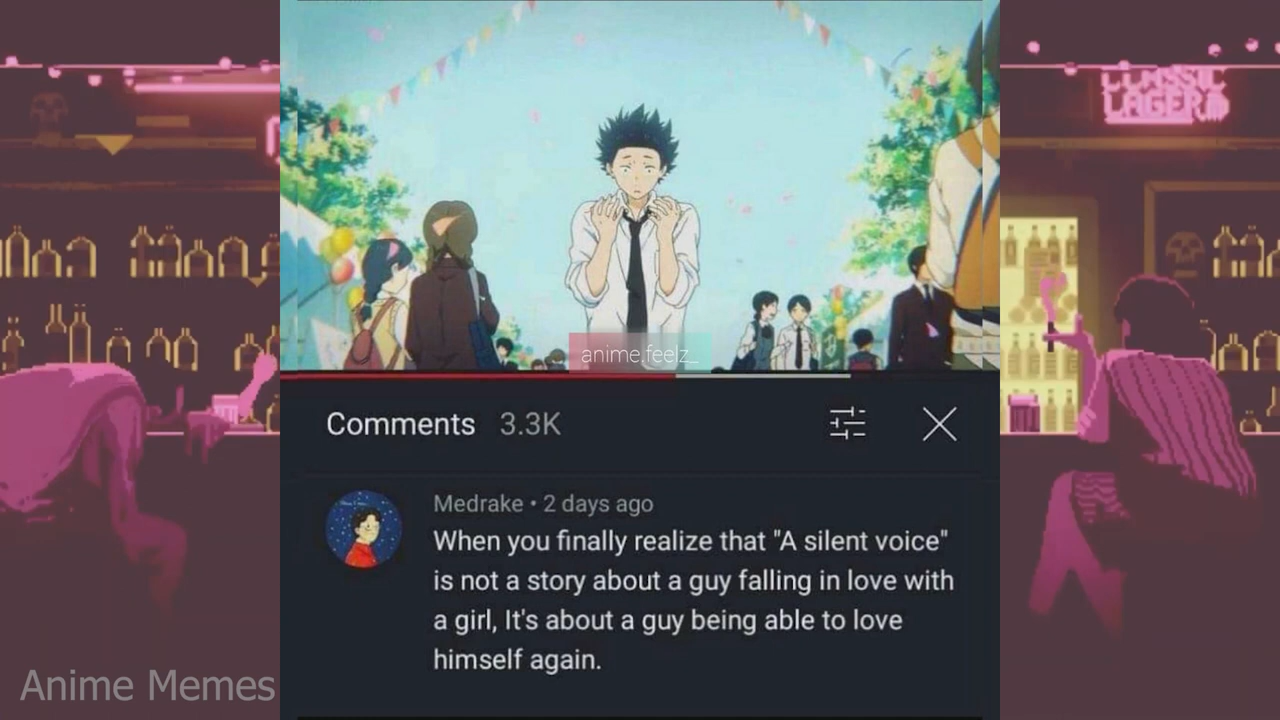 CLASSIC
LAGER
anime.feelz_
Comments 3.3K
Medrake • 2 days ago
When you finally realize that "A silent voice"
is not a story about a guy falling in love with
a girl, It's about a guy being able to love
himself again.
Anime Memes